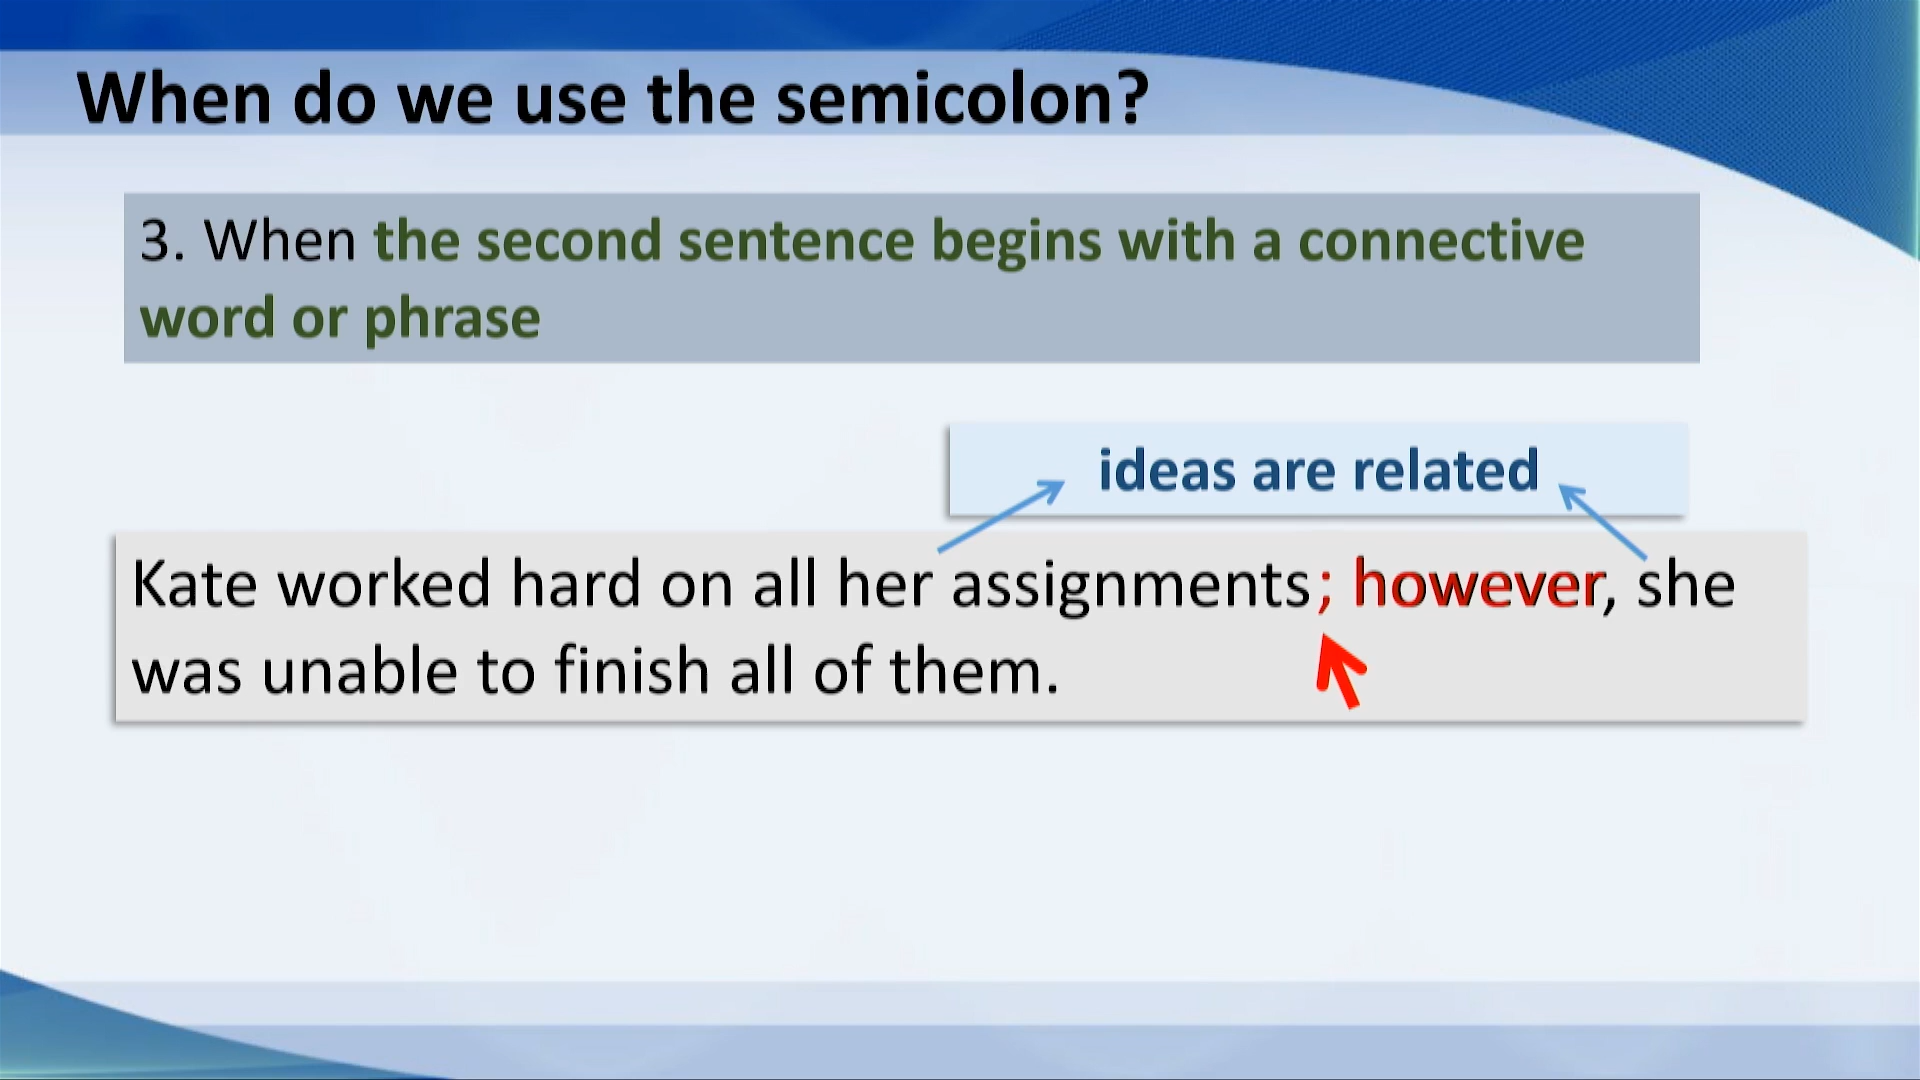 When do we use the semicolon?
3. When the second sentence begins with a connective
word or phrase
ideas are related
Kate worked hard on all her assignments; however, she
was unable to finish all of them.